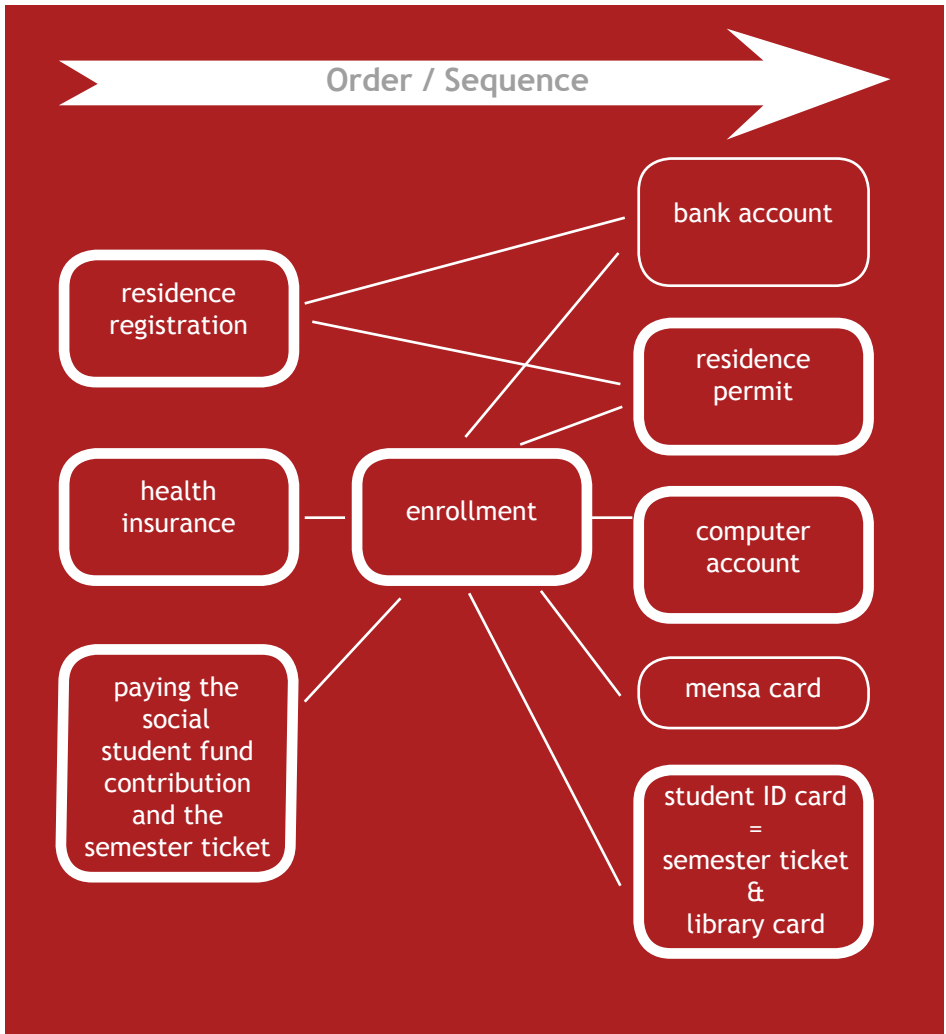 Order / Sequence
bank account
residence
registration
residence
permit
health
insurance
enrollment
computer
account
paying the
social
student fund
contribution
and the
semester ticket
mensa card
student ID card
=
semester ticket
&
library card